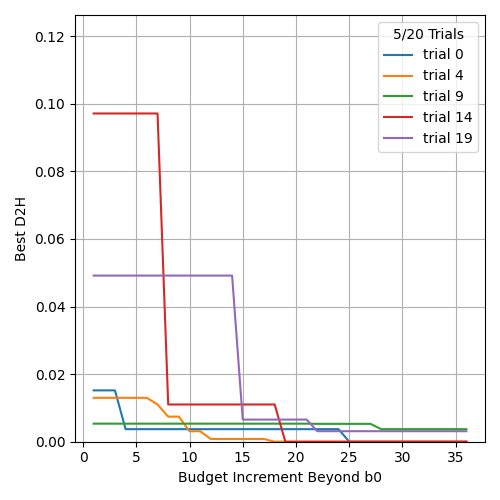 5/20 Trials
trial 0
trial 4
trial 9
trial 14
trial 19
0.12
0.10
0.08
0.06
0.04
0.02
0.00
Best D2H
0 5 10 15 20 25 30 35
Budget Increment Beyond b0